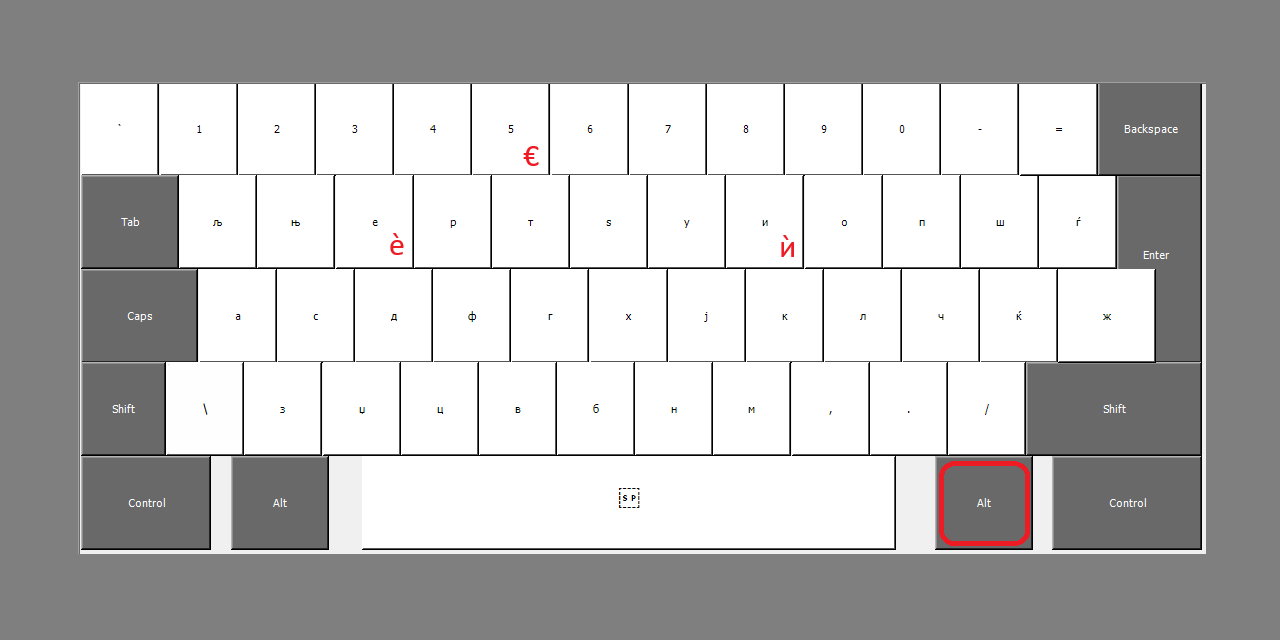 ` 1 2 3 4 5 € 6 7 8 9 0 - = Backspace
Tab љ њ е ѐ р т ѕ у и ѝ о п ш ѓ Enter
Caps а с д ф г х ј к л ч ќ ж
Shift \ з џ ц в б н м , . / Shift
Control Alt SP Alt Control